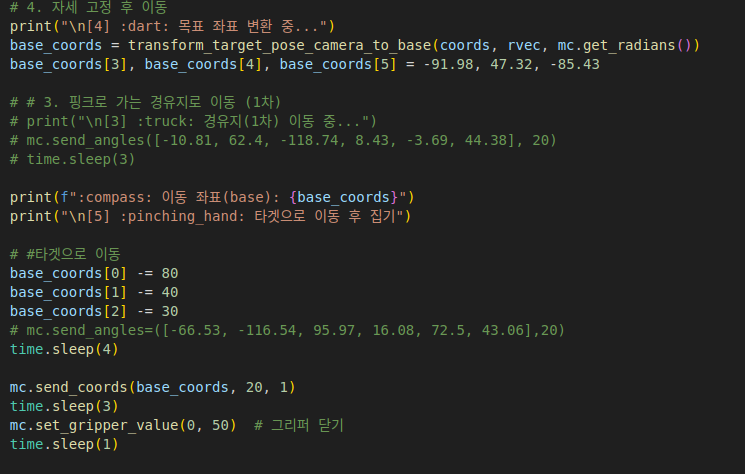 # 4. 자세 고정 후 이동
print("\n[4] :dart: 목표 좌표 변환 중...")
base_coords = transform_target_pose_camera_to_base(coords, rvec, mc.get_radians())
base_coords[3], base_coords[4], base_coords[5] = -91.98, 47.32, -85.43
# # 3. 핑크로 가는 경유지로 이동 (1차)
# print("\n[3] :truck: 경유지(1차) 이동 중...")
# mc.send_angles([-10.81, 62.4, -118.74, 8.43, -3.69, 44.38], 20)
# time.sleep(3)
print(f":compass: 이동 좌표(base): {base_coords}")
print("\n[5] :pinching_hand: 타겟으로 이동 후 집기")
# #타겟으로 이동
base_coords[0] -= 80
base_coords[1] -= 40
base_coords[2] -= 30
# mc.send_angles=([-66.53, -116.54, 95.97, 16.08, 72.5, 43.06],20)
time.sleep(4)
mc.send_coords(base_coords, 20, 1)
time.sleep(3)
mc.set_gripper_value(0, 50)  # 그리퍼 닫기
time.sleep(1)